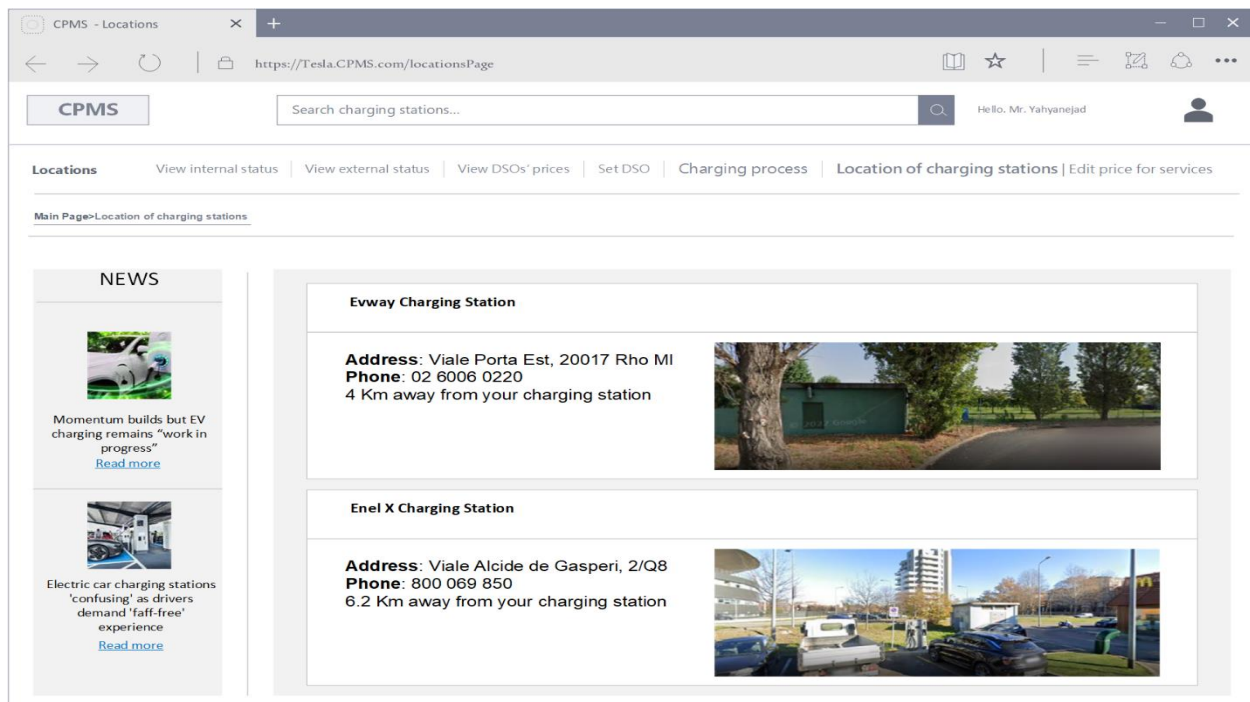 CPMS - Locations
https://Tesla.CPMS.com/locationsPage
CPMS
Search charging stations...
Hello, Mr. Yahyanejad
Locations View internal status | View external status | View DSOs' prices | Set DSO | Charging process | Location of charging stations | Edit price for services
Main Page>Location of charging stations
NEWS
Momentum builds but EV
charging remains “work in
progress”
Read more
Electric car charging stations
'confusing' as drivers
demand 'faff-free'
experience
Read more
Evway Charging Station
Address: Viale Porta Est, 20017 Rho MI
Phone: 02 6006 0220
4 Km away from your charging station
© 2022 Google
Enel X Charging Station
Address: Viale Alcide de Gasperi, 2/Q8
Phone: 800 069 850
6.2 Km away from your charging station